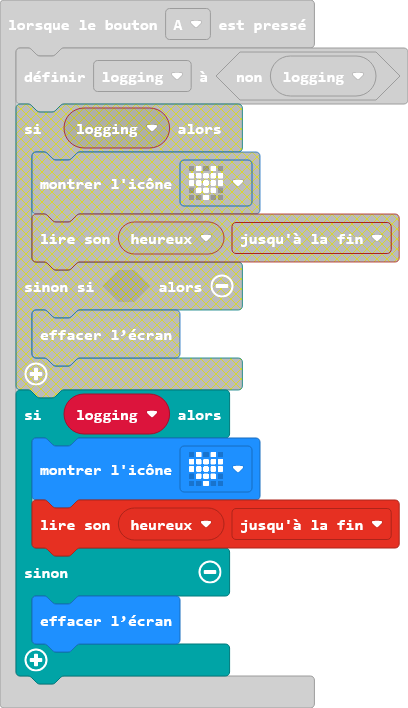 lorsque le bouton A est pressé
définir logging à non logging
si logging alors
montrer l'icône
lire son heureux jusqu'à la fin
sinon si alors
effacer l’écran
si logging alors
montrer l'icône
lire son heureux jusqu'à la fin
sinon
effacer l’écran